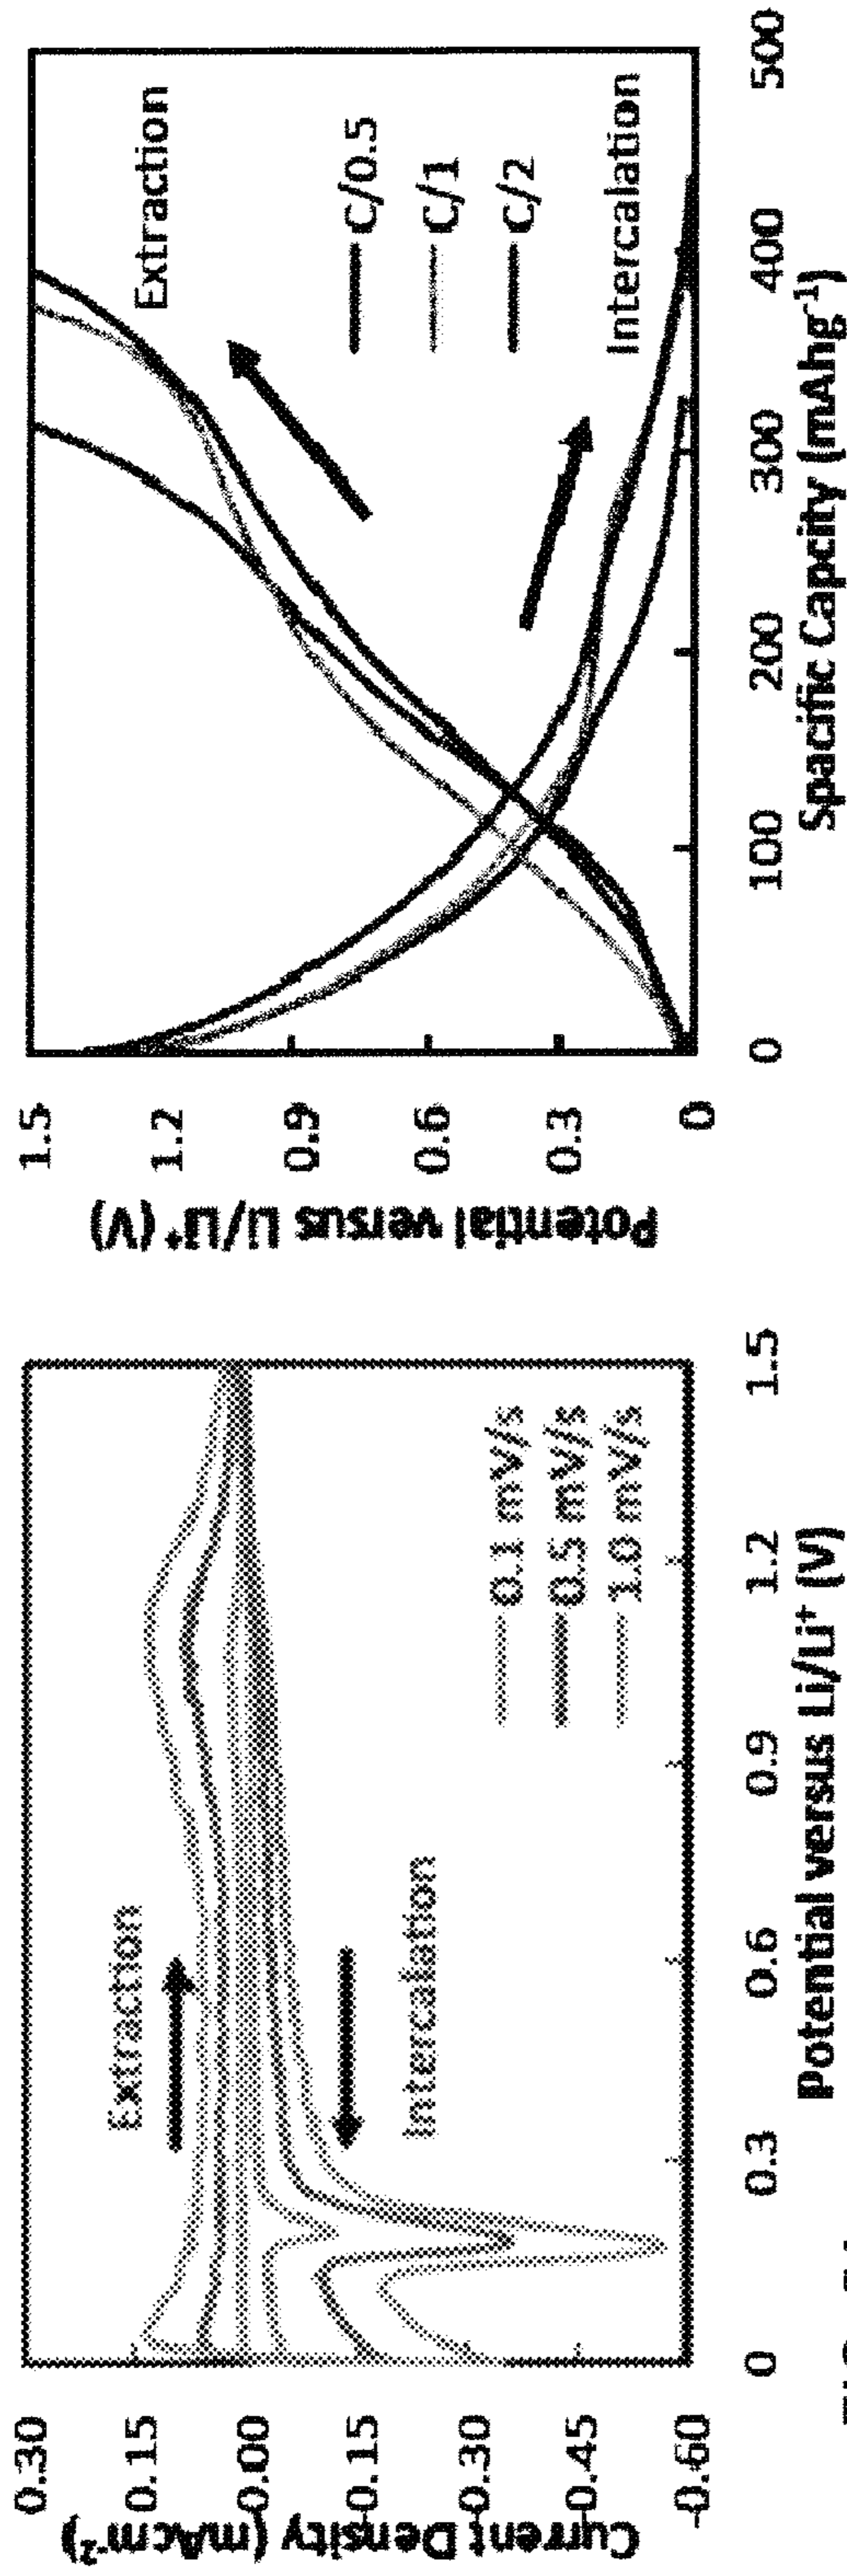 0.30
0.15
0.00
-0.15
-0.30
-0.45
-0.60
Current Density (mAcm-2)
Extraction
Intercalation
0.1 mV/s
0.5 mV/s
1.0 mV/s
0 0.3 0.6 0.9 1.2 1.5
Potential versus Li/Li+ (V)
1.5
1.2
0.9
0.6
0.3
0
Potential versus Li/Li+ (V)
Extraction
C/0.5
C/1
C/2
Intercalation
0 100 200 300 400 500
Spacific Capcity (mAhg-1)